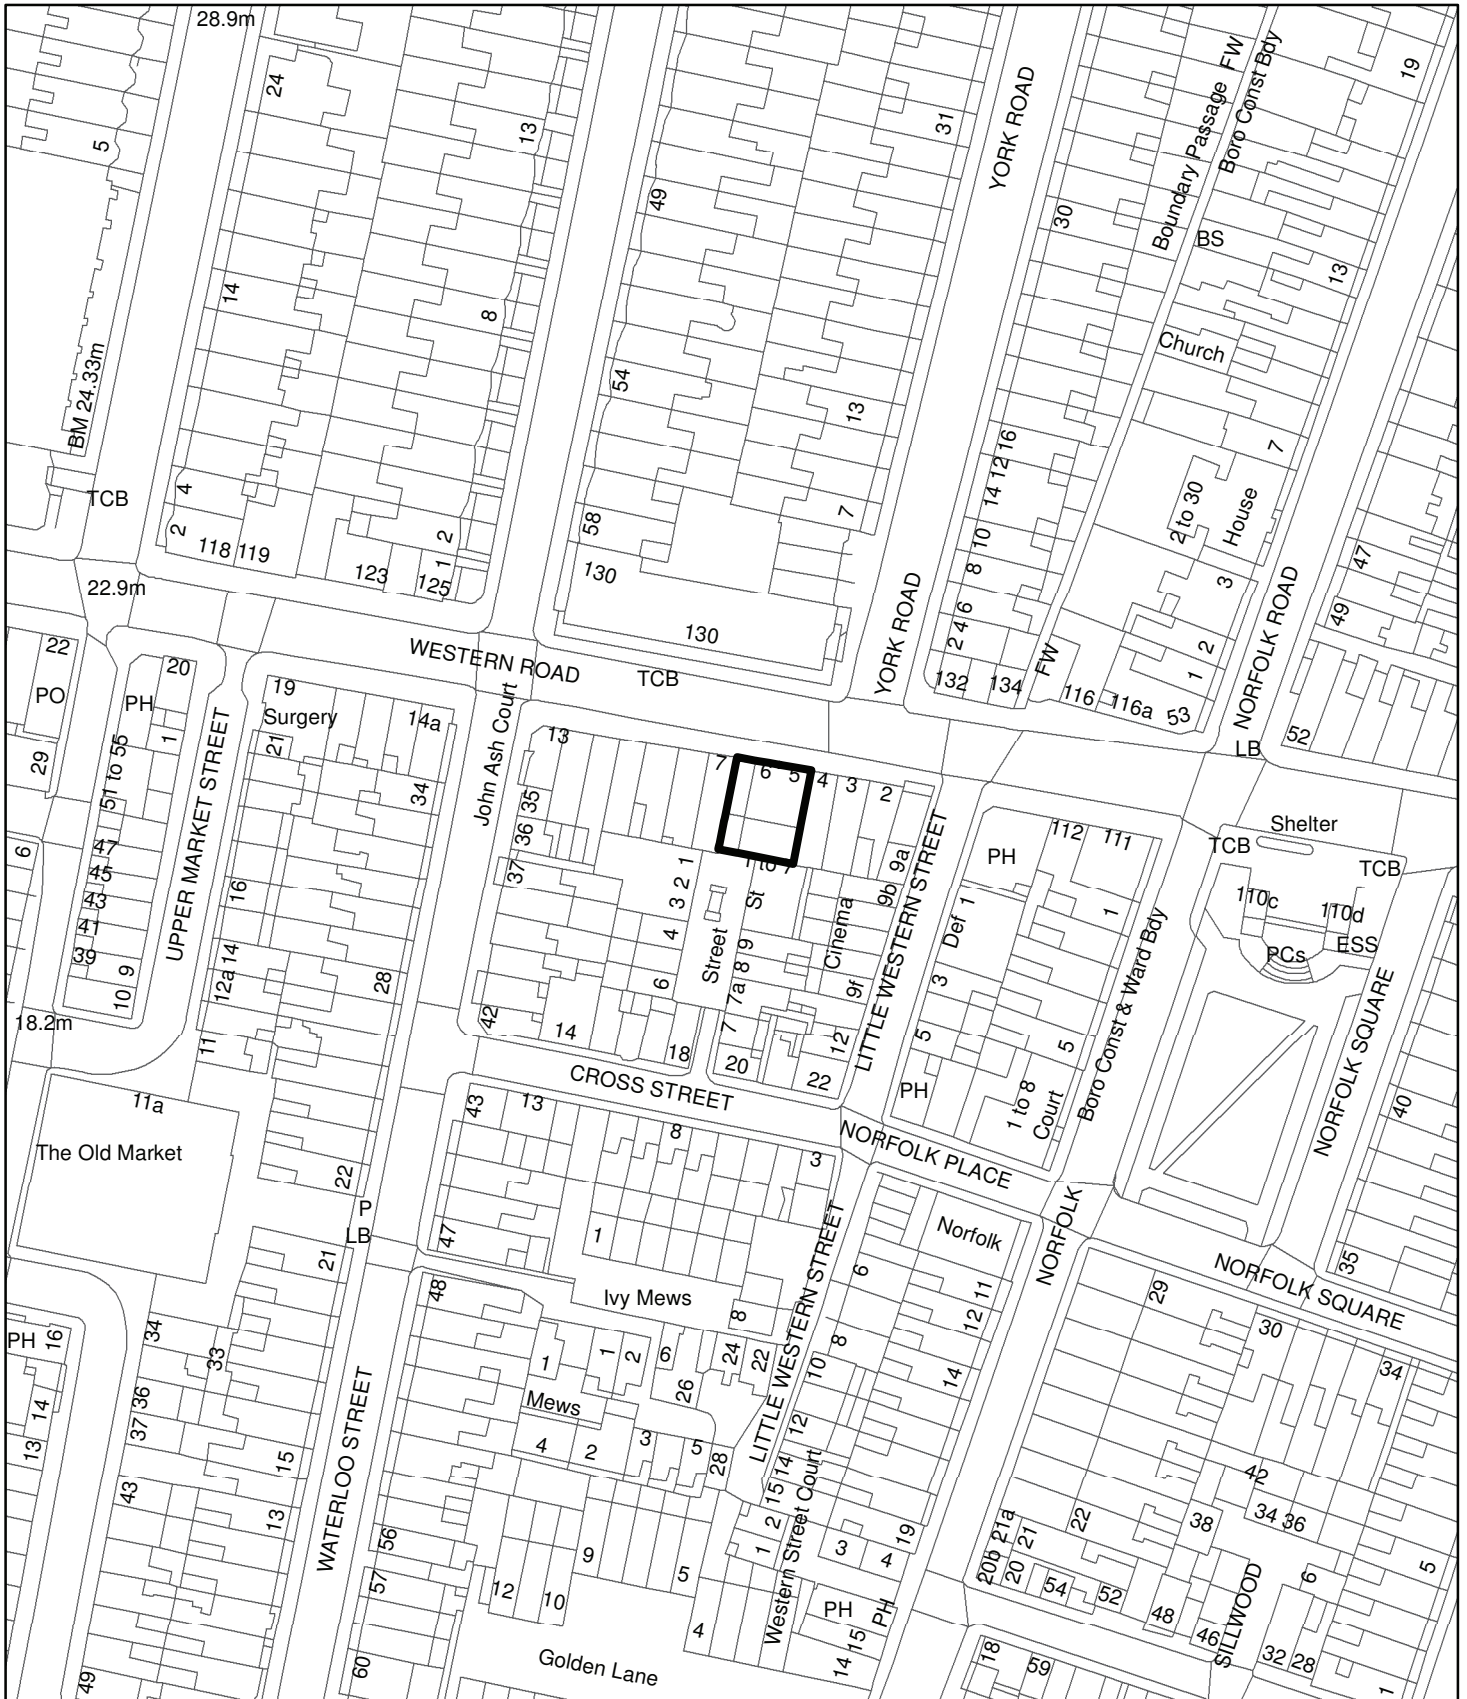 28.9m
24
5
13
31
YORK ROAD
Boundary Passage FW
Boro Const Bdy
19
49
30
BS
13
14
8
Church
54
13
BM 24.33m
16
12
14
7
2 to 30
House
TCB
4
2
118
119
123
125
2
1
58
130
7
10
8
6
4
2
3
47
49
22.9m
130
WESTERN ROAD
TCB
YORK ROAD
132
134
FW
116
116a
53
1
2
NORFOLK ROAD
LB
52
22
PO
29
PH
20
1
51 to 55
19
Surgery
21
14a
34
John Ash Court
13
35
36
37
7
6
5
4
3
2
UPPER MARKET STREET
6
47
45
43
41
39
9
10
16
14
12a
11
28
42
1
2
3
4
6
14
18
Street
1 to 7
St
9
8
7a
7
20
Cinema
9a
9b
9f
12
22
LITTLE WESTERN STREET
PH
112
111
Def
1
3
5
PH
1
5
1 to 8
Court
Boro Const & Ward Bdy
Shelter
TCB
TCB
110c
110d
ESS
PCs
NORFOLK SQUARE
40
35
18.2m
11a
The Old Market
22
P
LB
21
CROSS STREET
43
13
8
3
1
47
48
NORFOLK PLACE
Norfolk
NORFOLK
NORFOLK SQUARE
Ivy Mews
8
LITTLE WESTERN STREET
6
8
10
12
14
15
11
12
14
29
30
34
PH
16
14
13
34
33
36
37
43
49
15
13
WATERLOO STREET
1
1
2
6
24
22
26
Mews
4
2
3
5
28
56
57
60
12
10
9
5
4
Golden Lane
2
1
Western Street Court
3
4
19
PH
PH
15
14
20b
21a
20
21
22
54
52
48
46
38
42
34
36
SILLWOOD
6
5
32
28
1
18
59